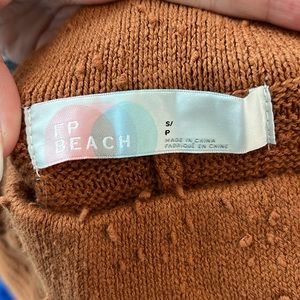 FP
BEACH
S/
P
MADE IN CHINA
FABRIQUÉ EN CHINE